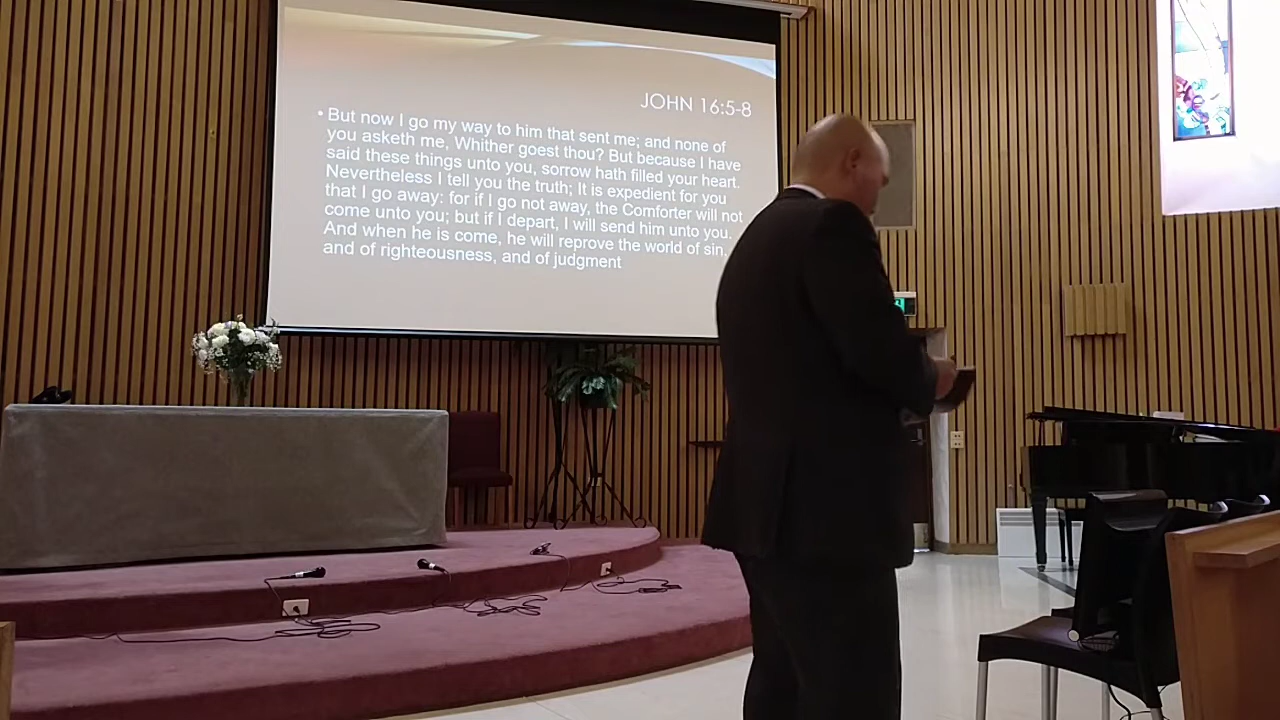 JOHN 16:5-8
• But now I go my way to him that sent me; and none of
you asketh me, Whither goest thou? But because I have
said these things unto you, sorrow hath filled your heart.
Nevertheless I tell you the truth; It is expedient for you
that I go away: for if I go not away, the Comforter will not
come unto you; but if I depart, I will send him unto you.
And when he is come, he will reprove the world of sin,
and of righteousness, and of judgment